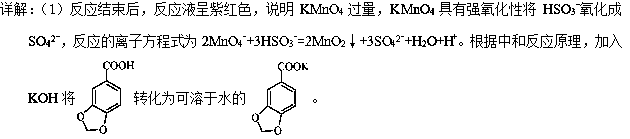 详解：（1）反应结束后，反应液呈紫红色，说明 KMnO₄ 过量，KMnO₄ 具有强氧化性将 HSO₃⁻氧化成
SO₄²⁻，反应的离子方程式为 2MnO₄⁻+3HSO₃⁻=2MnO₂↓+3SO₄²⁻+H₂O+H⁺。根据中和反应原理，加入
COOH
COOK
KOH 将 转化为可溶于水的 。
O
O
O
O